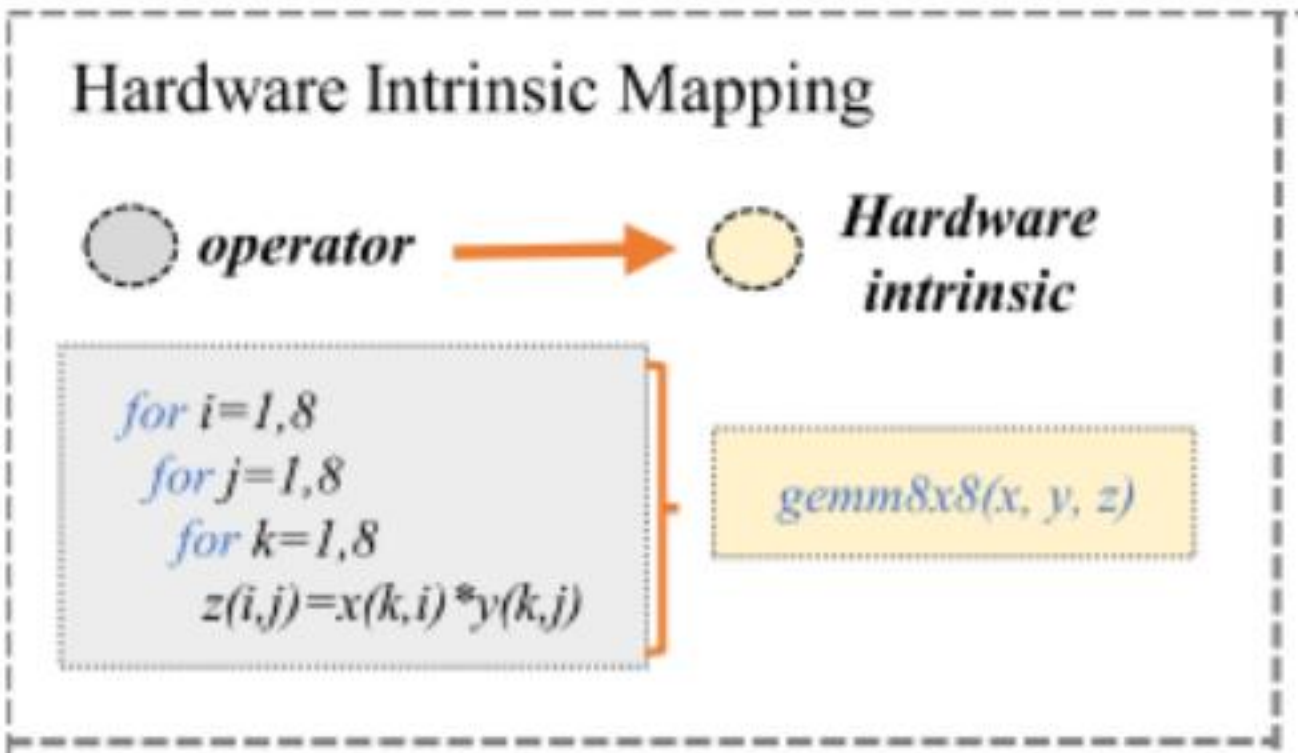 Hardware Intrinsic Mapping
operator
Hardware
intrinsic
for i=1,8
for j=1,8
for k=1,8
z(i,j)=x(k,i)*y(k,j)
gemm8x8(x, y, z)